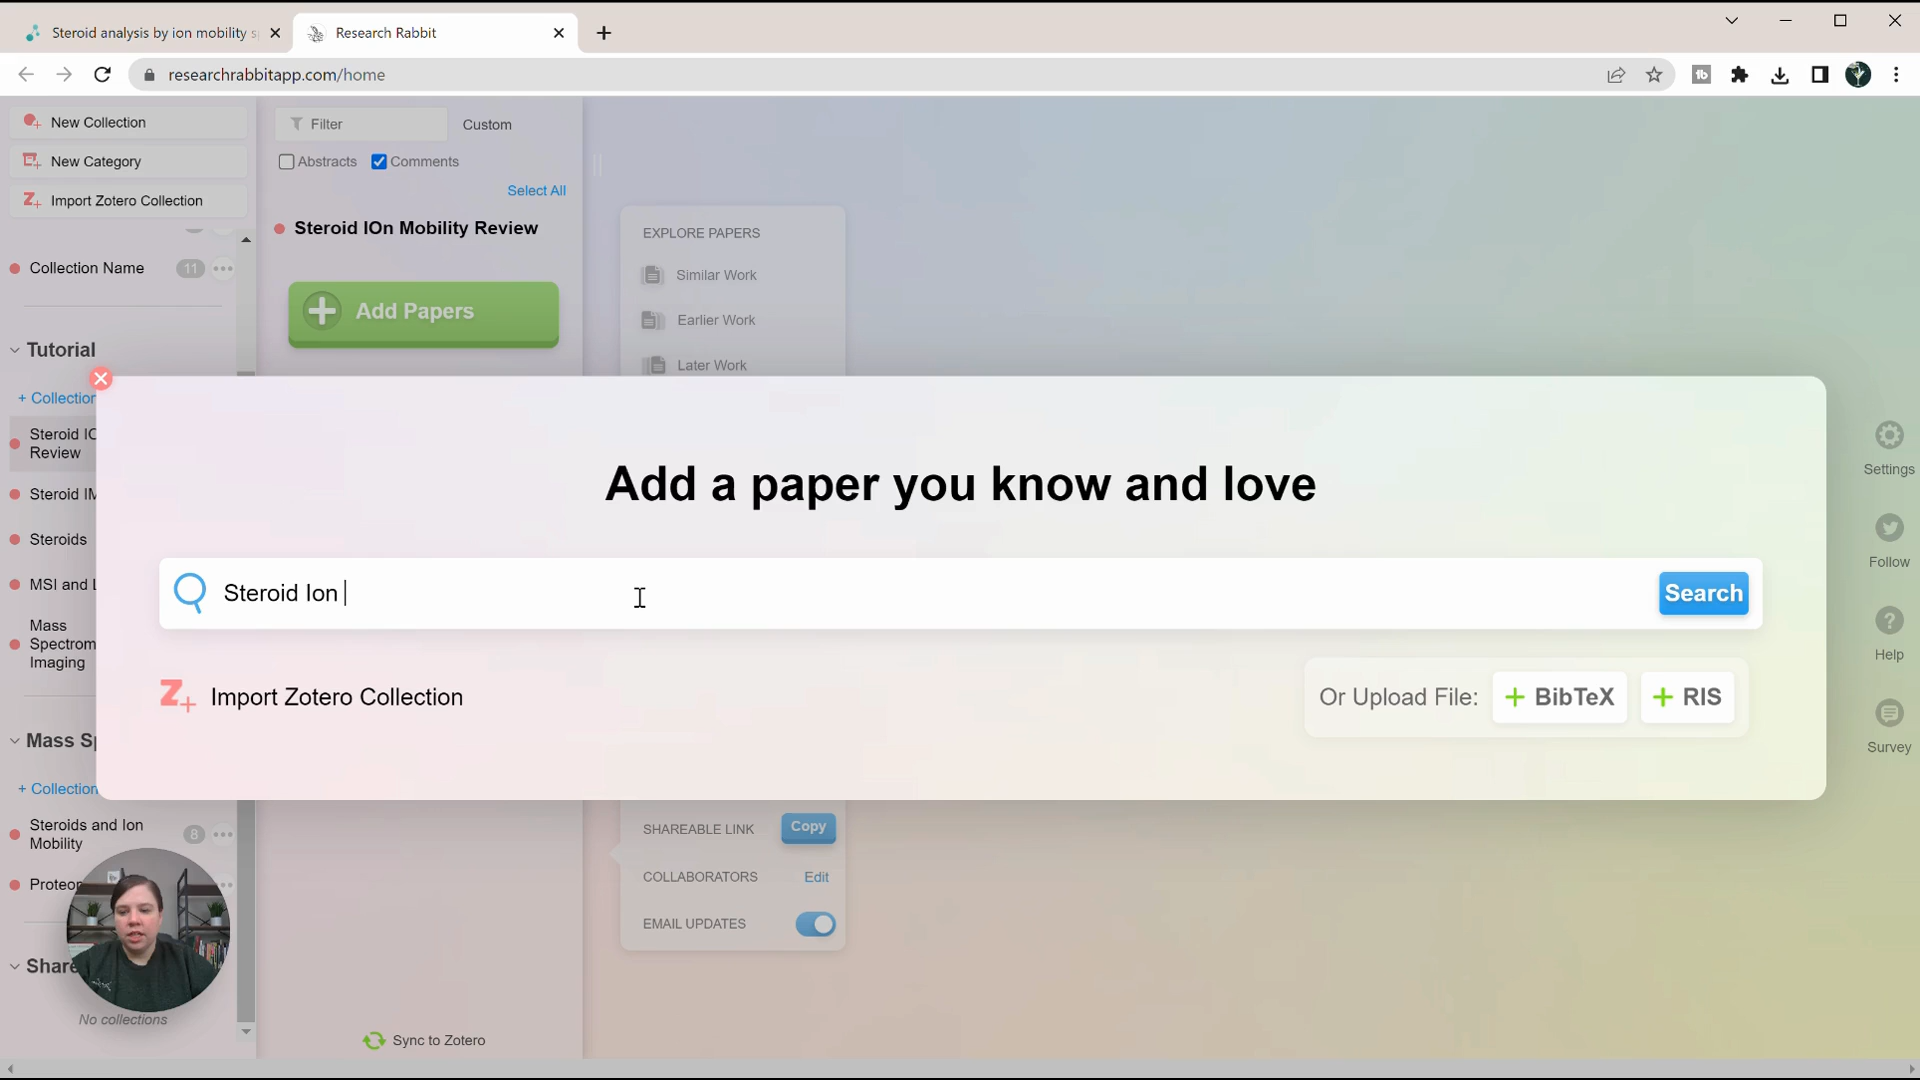 Steroid analysis by ion mobility s
Research Rabbit
researchrabbitapp.com/home
New Collection
New Category
Import Zotero Collection
Collection Name 11
Tutorial
+ Collection
Steroid IO
Review
Steroid IM
Steroids
MSI and L
Mass
Spectrom
Imaging
Mass Sp
+ Collection
Steroids and Ion
Mobility 8
Proteor
Share
No collections
Filter
Custom
Abstracts
Comments
Select All
Steroid IOn Mobility Review
Add Papers
Sync to Zotero
EXPLORE PAPERS
Similar Work
Earlier Work
Later Work
Add a paper you know and love
Steroid Ion
Search
Import Zotero Collection
Or Upload File:
+ BibTeX
+ RIS
SHAREABLE LINK
Copy
COLLABORATORS
Edit
EMAIL UPDATES
Settings
Follow
Help
Survey